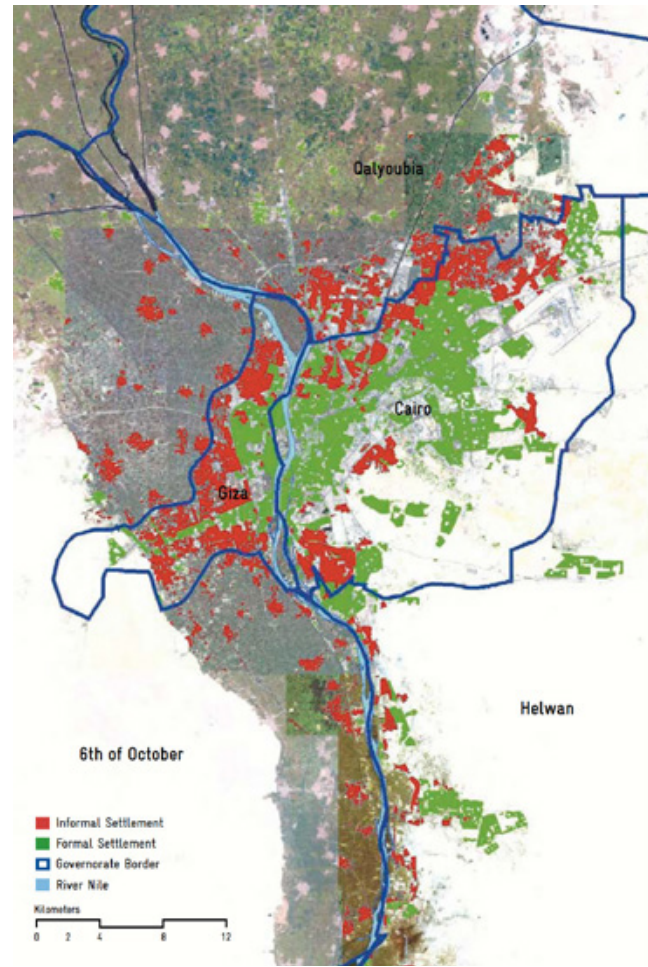 Qalyoubia
Cairo
Giza
Helwan
6th of October
Informal Settlement
Formal Settlement
Governorate Border
River Nile
Kilometers
0 2 4 8 12